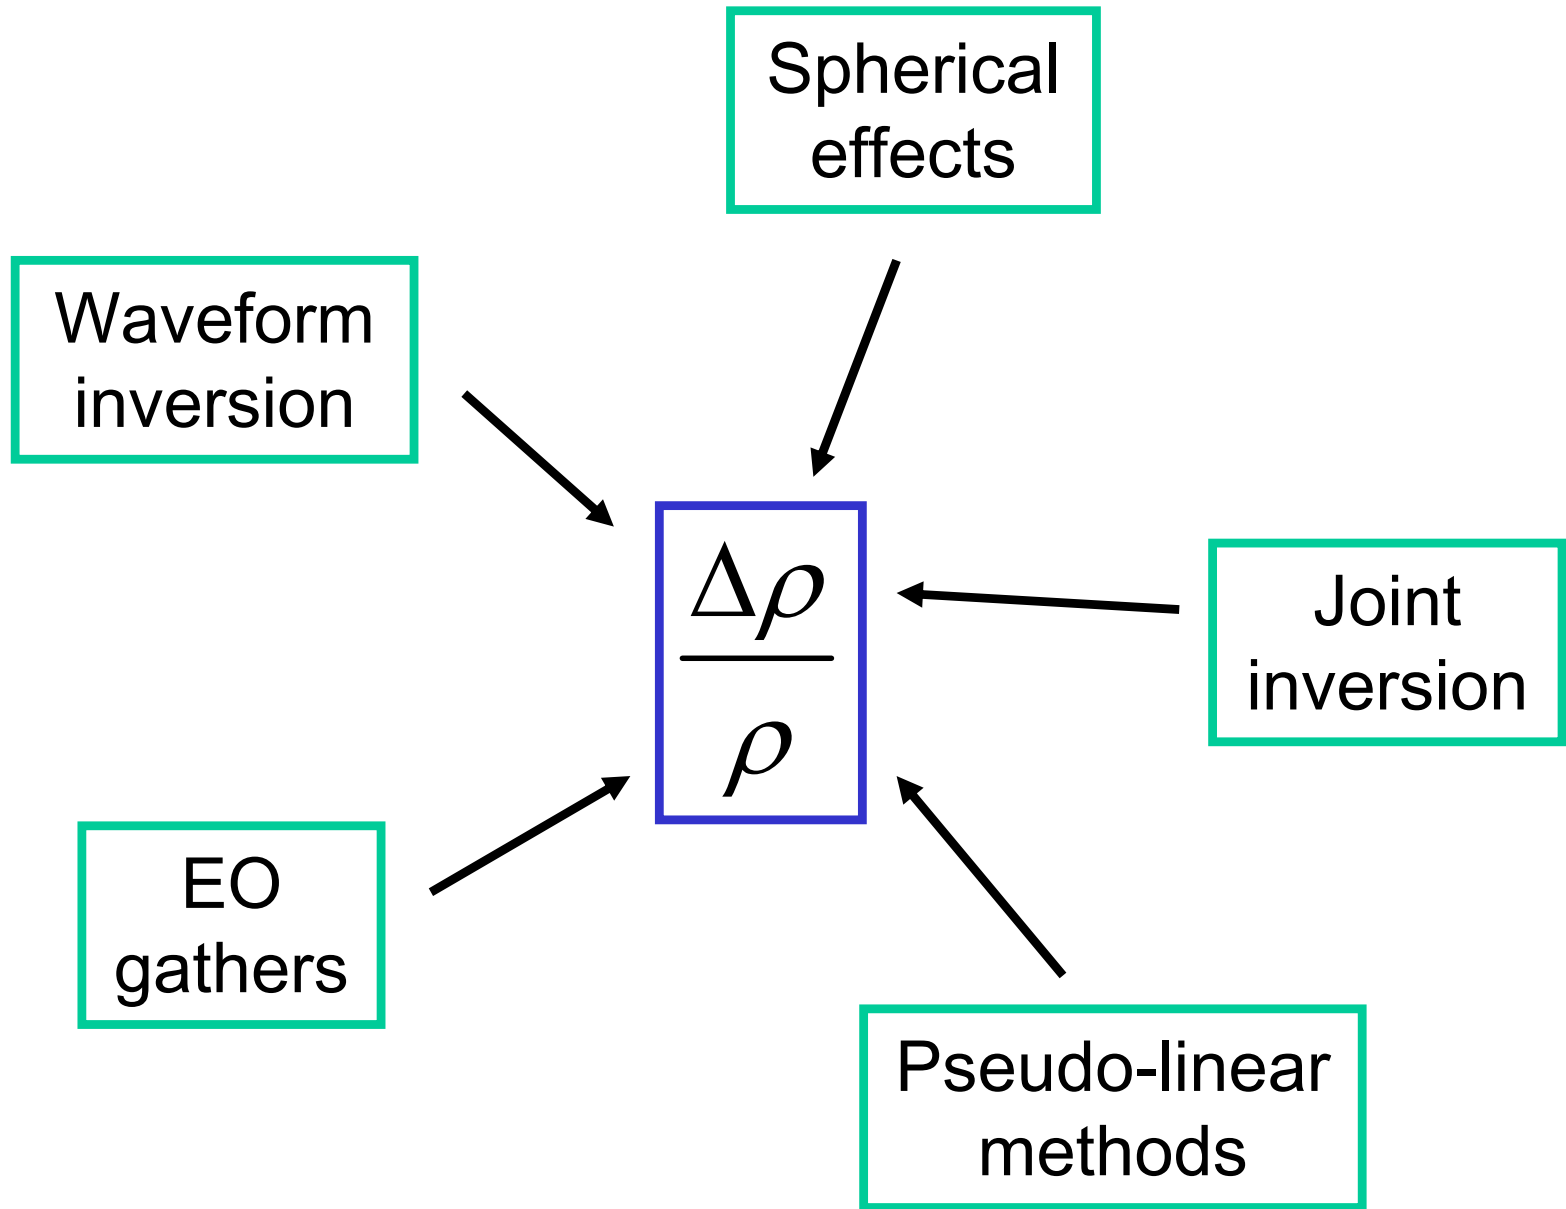 Spherical
effects
Waveform
inversion
Δρ
ρ
Joint
inversion
EO
gathers
Pseudo-linear
methods